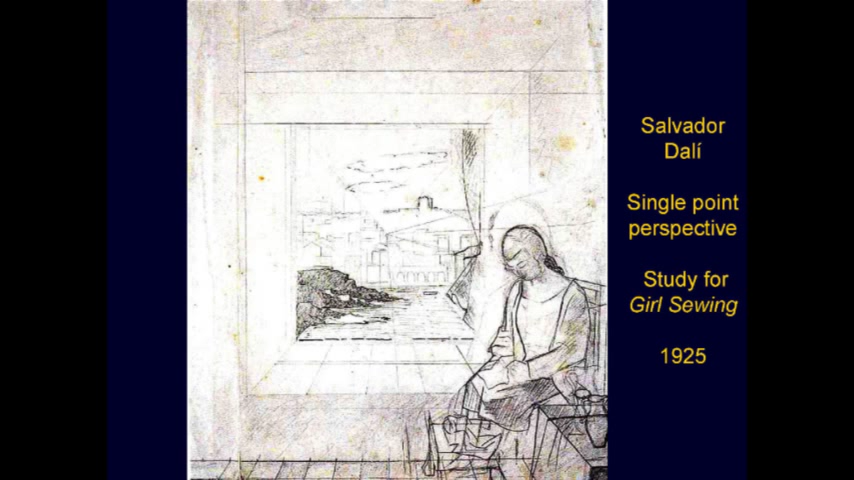 Salvador
Dalí
Single point
perspective
Study for
Girl Sewing
1925